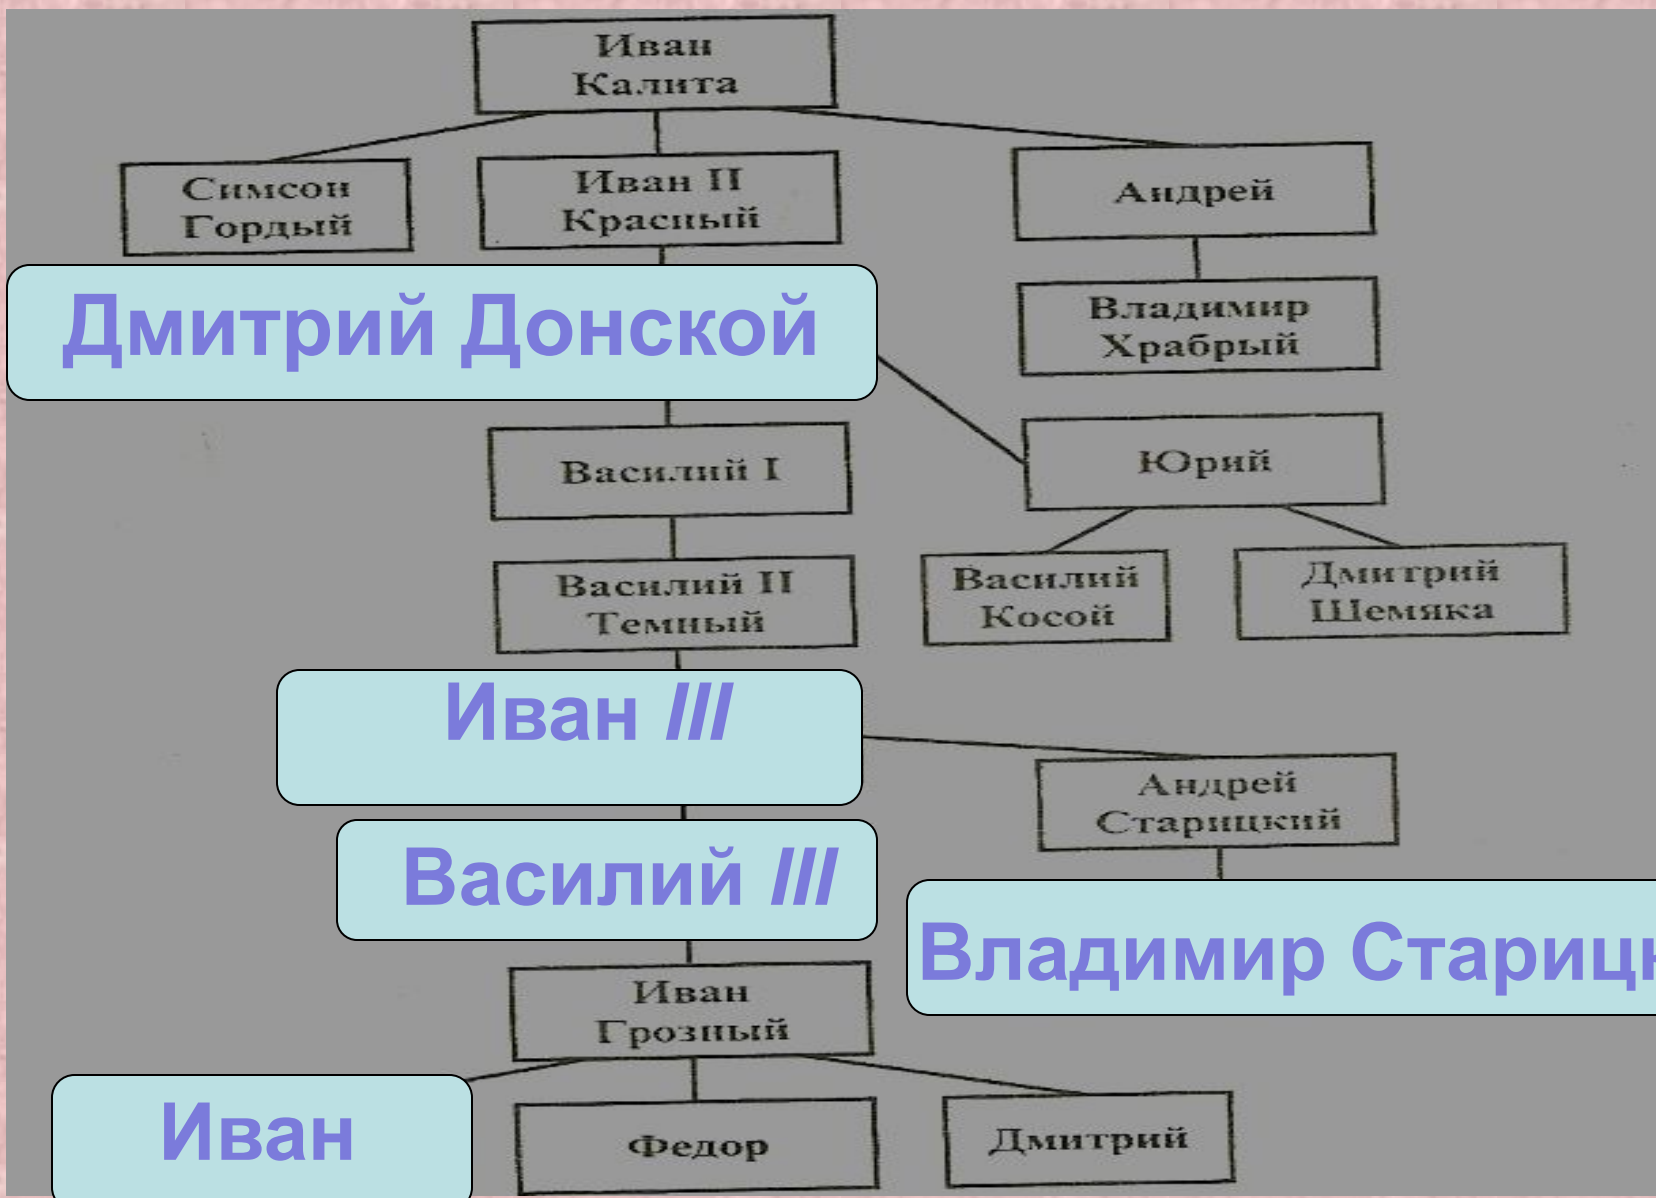 Иван
Калита
Симсон
Гордый
Иван II
Красный
Андрей
Дмитрий Донской
Владимир
Храбрый
Василий I
Юрий
Василий II
Темный
Василий
Косой
Дмитрий
Шемяка
Иван III
Андрей
Старицкий
Василий III
Владимир Стариц
Иван
Грозный
Иван
Федор
Дмитрий